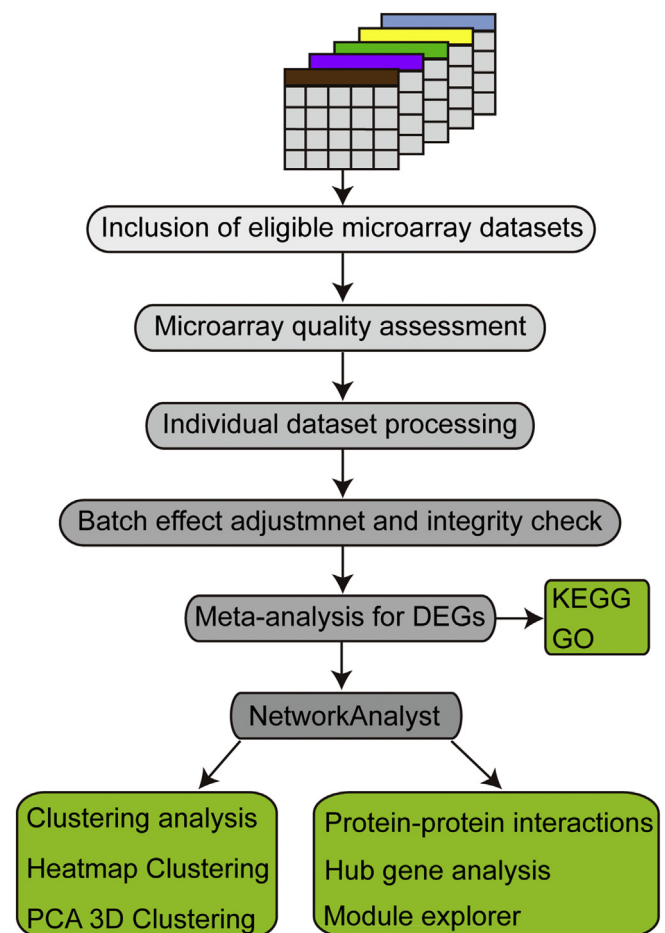 Inclusion of eligible microarray datasets
Microarray quality assessment
Individual dataset processing
Batch effect adjustmnet and integrity check
Meta-analysis for DEGs
KEGG
GO
NetworkAnalyst
Clustering analysis
Heatmap Clustering
PCA 3D Clustering
Protein-protein interactions
Hub gene analysis
Module explorer